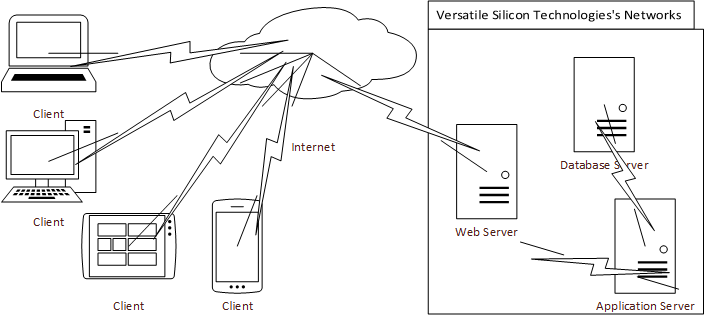 Versatile Silicon Technologies's Networks
Client
Internet
Database Server
Client
Web Server
Client
Client
Application Server